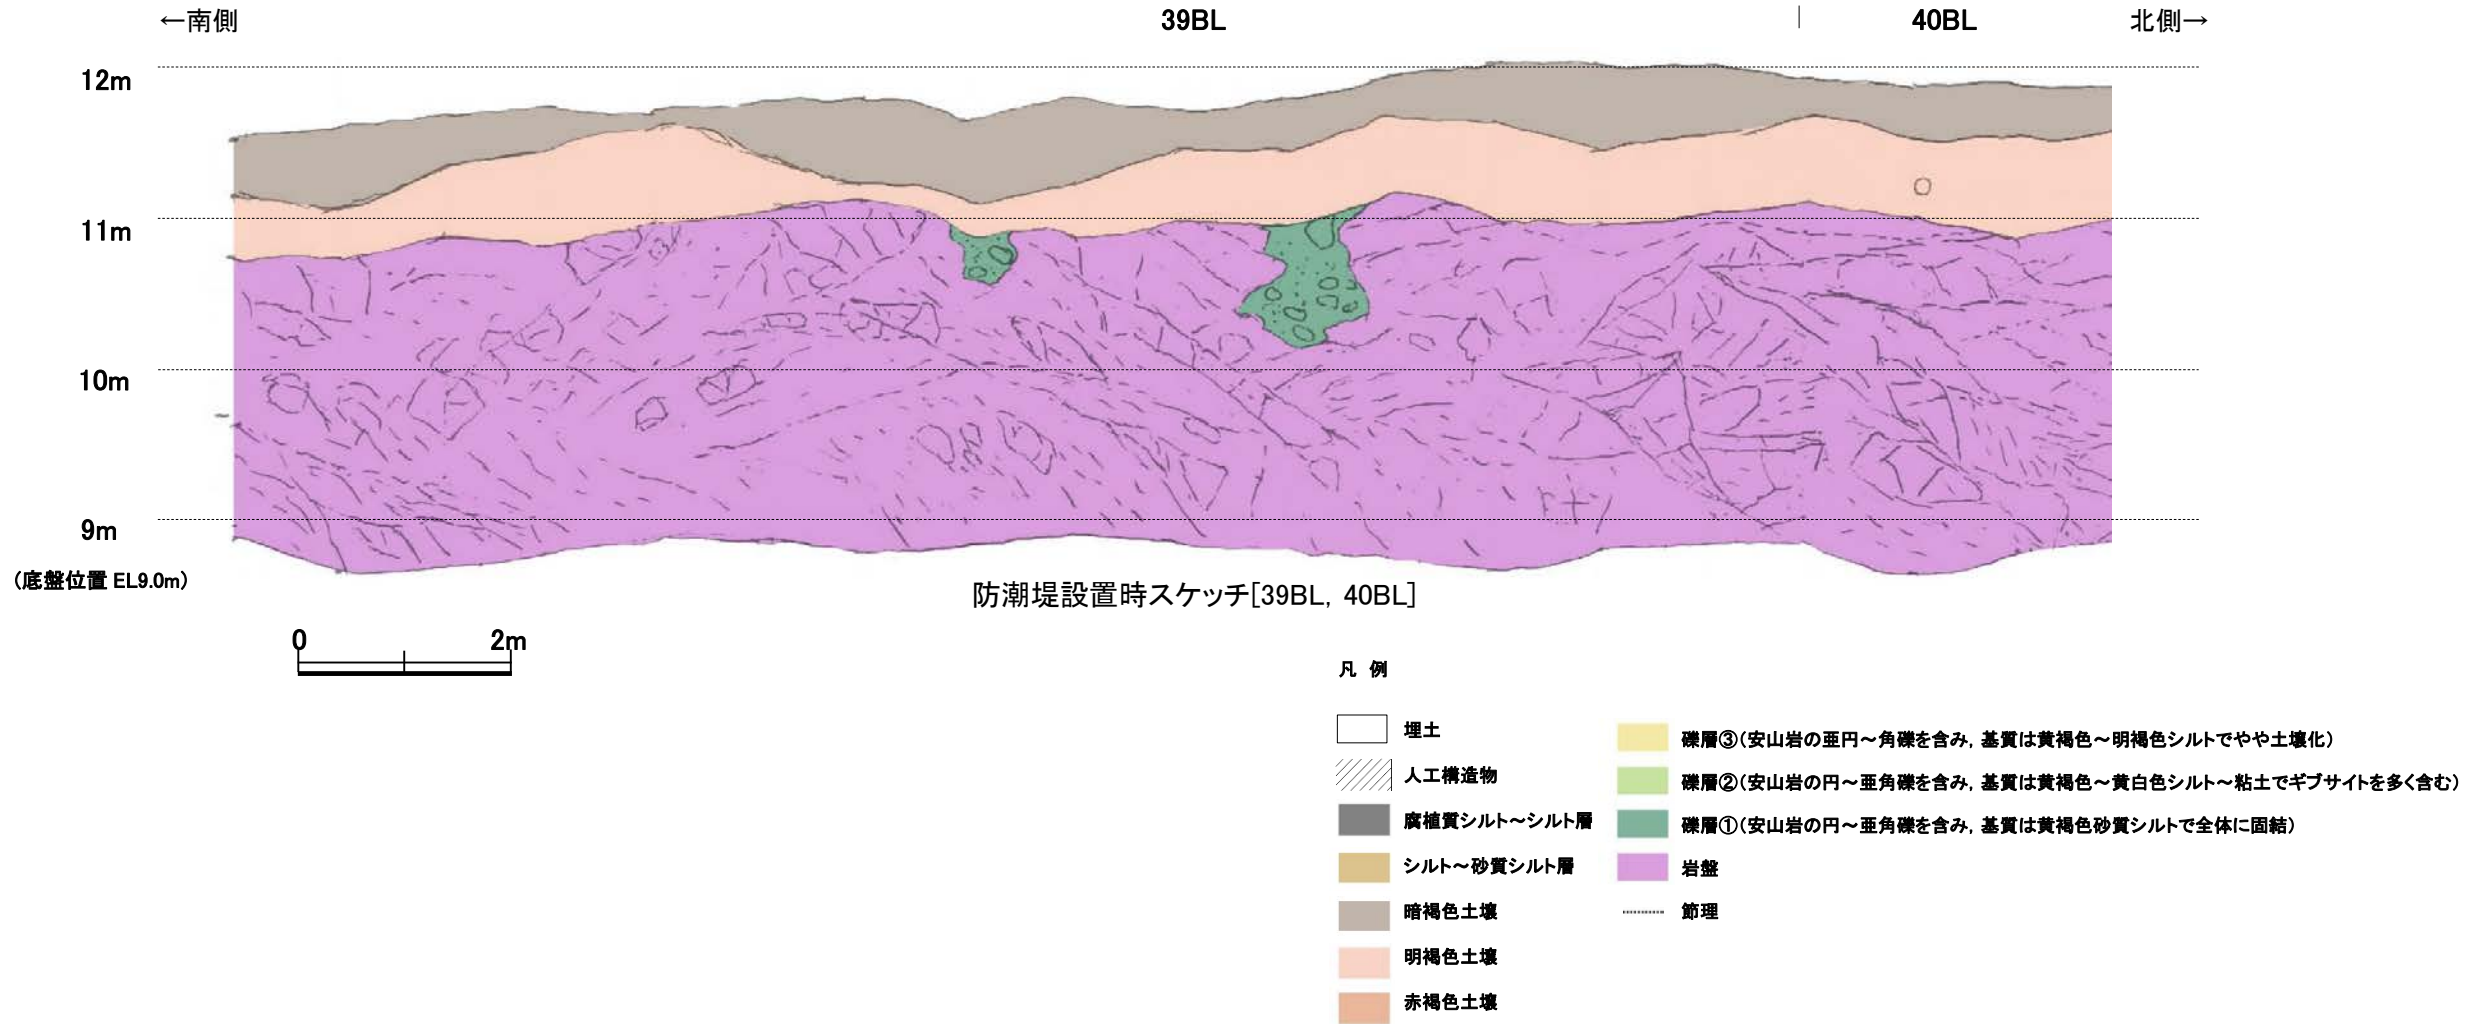 ←南側 39BL 40BL 北側→
12m
11m
10m
9m
(底盤位置 EL9.0m)
防潮堤設置時スケッチ[39BL, 40BL]
0 2m
凡 例
埋土
人工構造物
腐植質シルト～シルト層
シルト～砂質シルト層
暗褐色土壌
明褐色土壌
赤褐色土壌
礫層③(安山岩の亜円～角礫を含み, 基質は黄褐色～明褐色シルトでやや土壌化)
礫層②(安山岩の円～亜角礫を含み, 基質は黄褐色～黄白色シルト～粘土でギブサイトを多く含む)
礫層①(安山岩の円～亜角礫を含み, 基質は黄褐色砂質シルトで全体に固結)
岩盤
節理